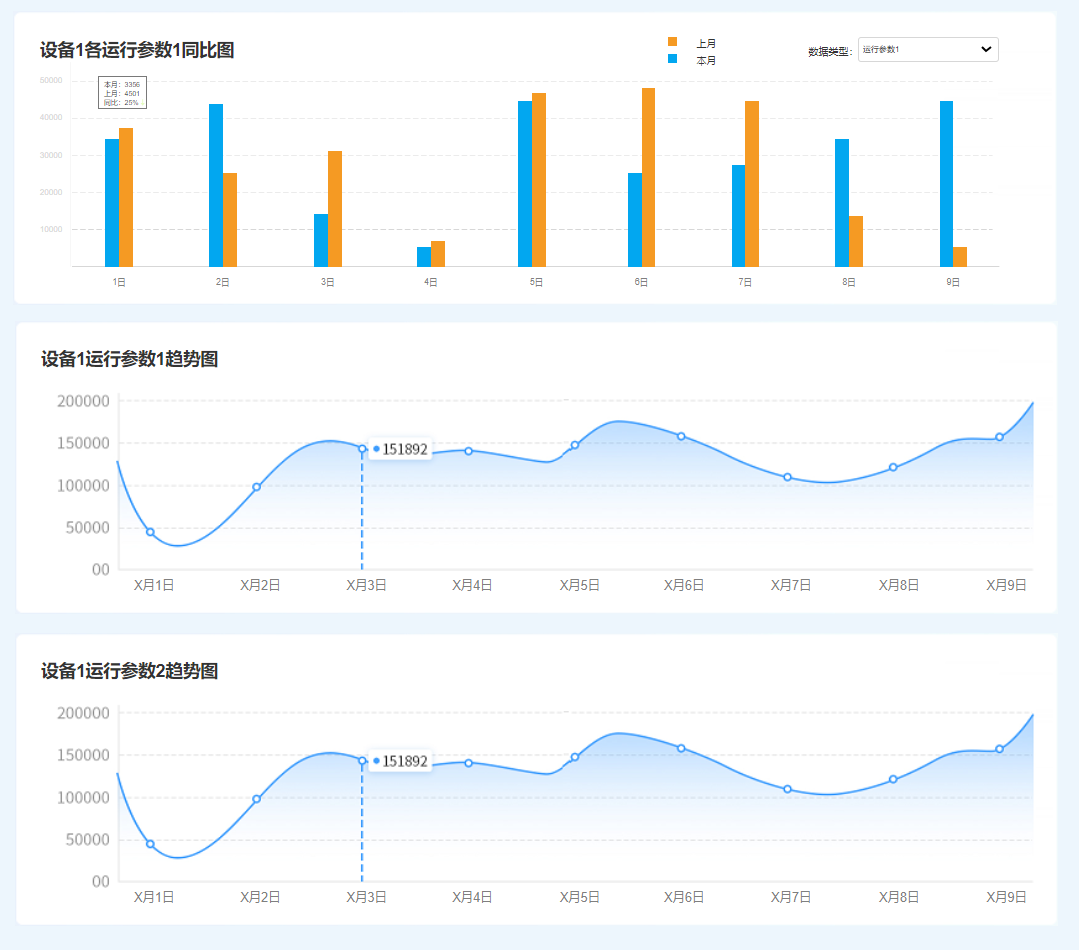 设备1各运行参数1同比图
上月
本月
数据类型：
运行参数1
50000
本月：3356
上月：4501
同比：25%
40000
30000
20000
10000
1日 2日 3日 4日 5日 6日 7日 8日 9日
设备1运行参数1趋势图
200000
150000
151892
100000
50000
00
X月1日 X月2日 X月3日 X月4日 X月5日 X月6日 X月7日 X月8日 X月9日
设备1运行参数2趋势图
200000
150000
151892
100000
50000
00
X月1日 X月2日 X月3日 X月4日 X月5日 X月6日 X月7日 X月8日 X月9日